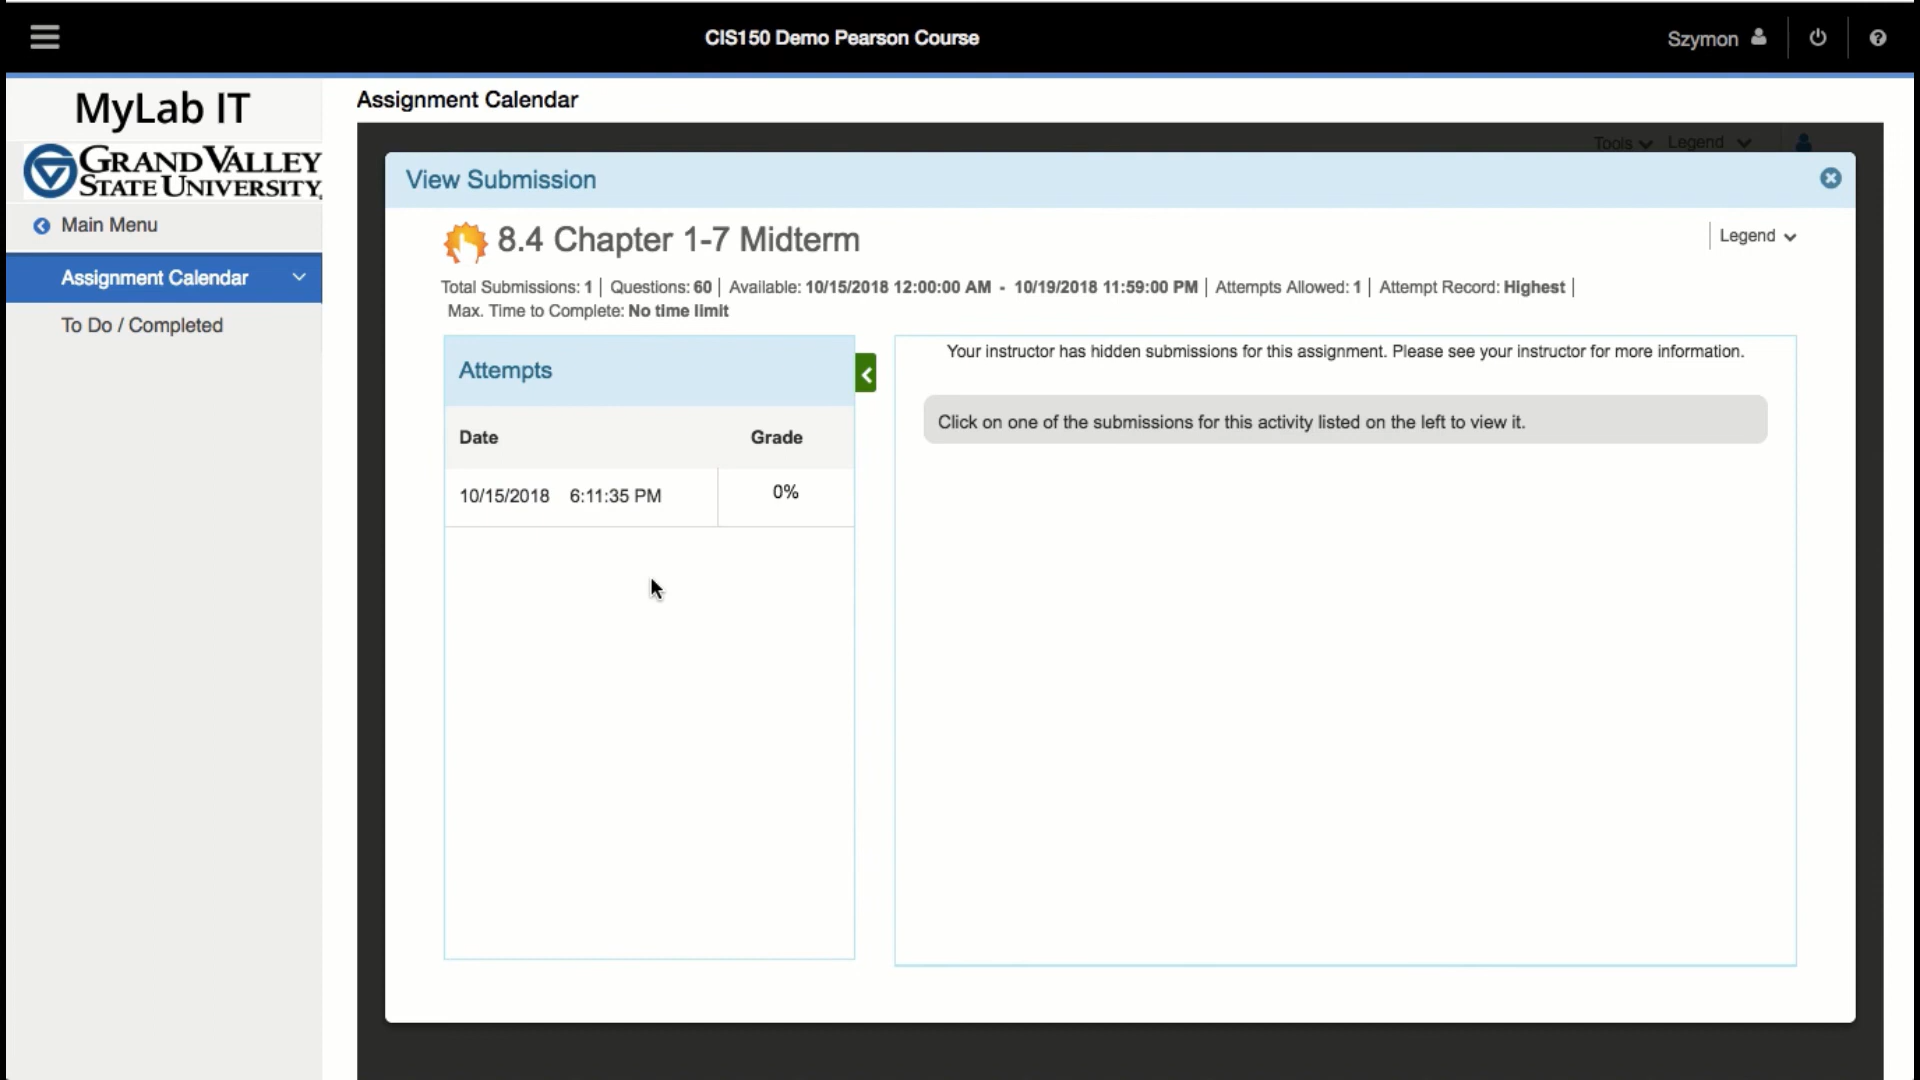 CIS150 Demo Pearson Course
Szymon
MyLab IT
Assignment Calendar
GRAND VALLEY
STATE UNIVERSITY
Tools Legend
View Submission
Main Menu
8.4 Chapter 1-7 Midterm
Legend
Assignment Calendar
Total Submissions: 1 | Questions: 60 | Available: 10/15/2018 12:00:00 AM - 10/19/2018 11:59:00 PM | Attempts Allowed: 1 | Attempt Record: Highest |
Max. Time to Complete: No time limit
To Do / Completed
Attempts
Your instructor has hidden submissions for this assignment. Please see your instructor for more information.
Click on one of the submissions for this activity listed on the left to view it.
Date Grade
10/15/2018 6:11:35 PM 0%